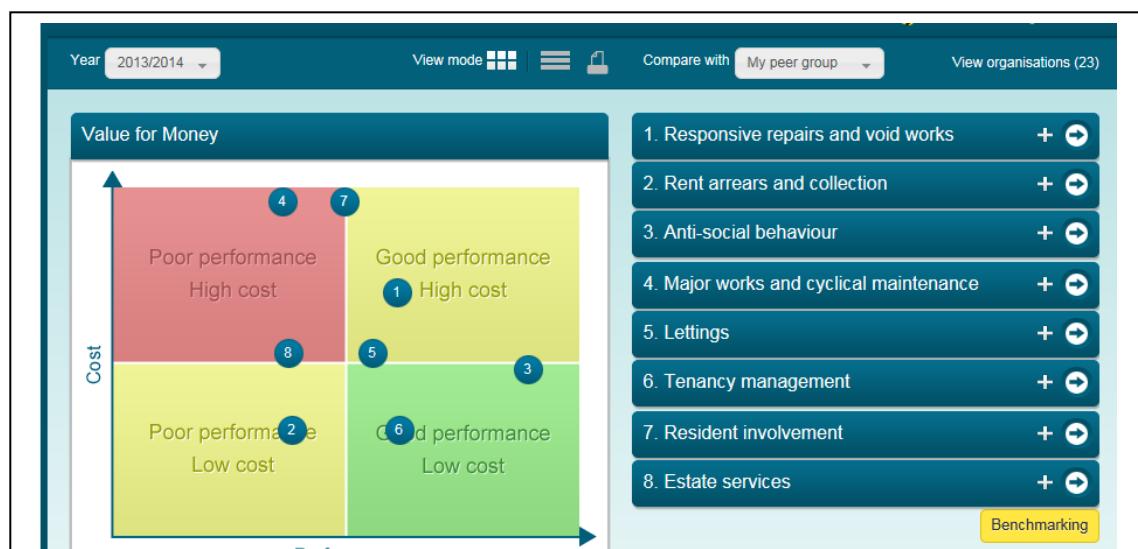 Year 2013/2014 View mode Compare with My peer group View organisations (23)
Value for Money
4 7
Poor performance Good performance
High cost 1 High cost
8 5
3
Cost
Poor performance 2 Good performance 6
Low cost Low cost
1. Responsive repairs and void works
2. Rent arrears and collection
3. Anti-social behaviour
4. Major works and cyclical maintenance
5. Lettings
6. Tenancy management
7. Resident involvement
8. Estate services
Benchmarking